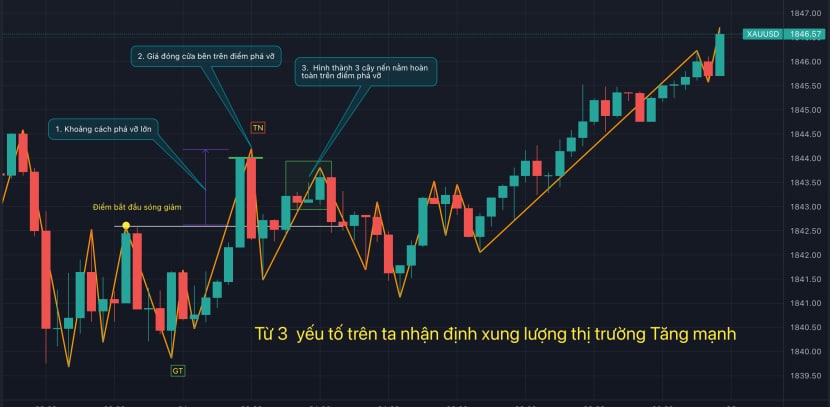 2. Giá đóng cửa bên trên điểm phá vỡ
3. Hình thành 3 cây nến nằm hoàn
toàn trên điểm phá vỡ
1. Khoảng cách phá vỡ lớn
TN
Điểm bắt đầu sóng giảm
GT
Từ 3 yếu tố trên ta nhận định xung lượng thị trường Tăng mạnh
1847.00
XAUUSD 1846.57
1846.00
1845.50
1845.00
1844.50
1844.00
1843.50
1843.00
1842.50
1842.00
1841.50
1841.00
1840.50
1840.00
1839.50